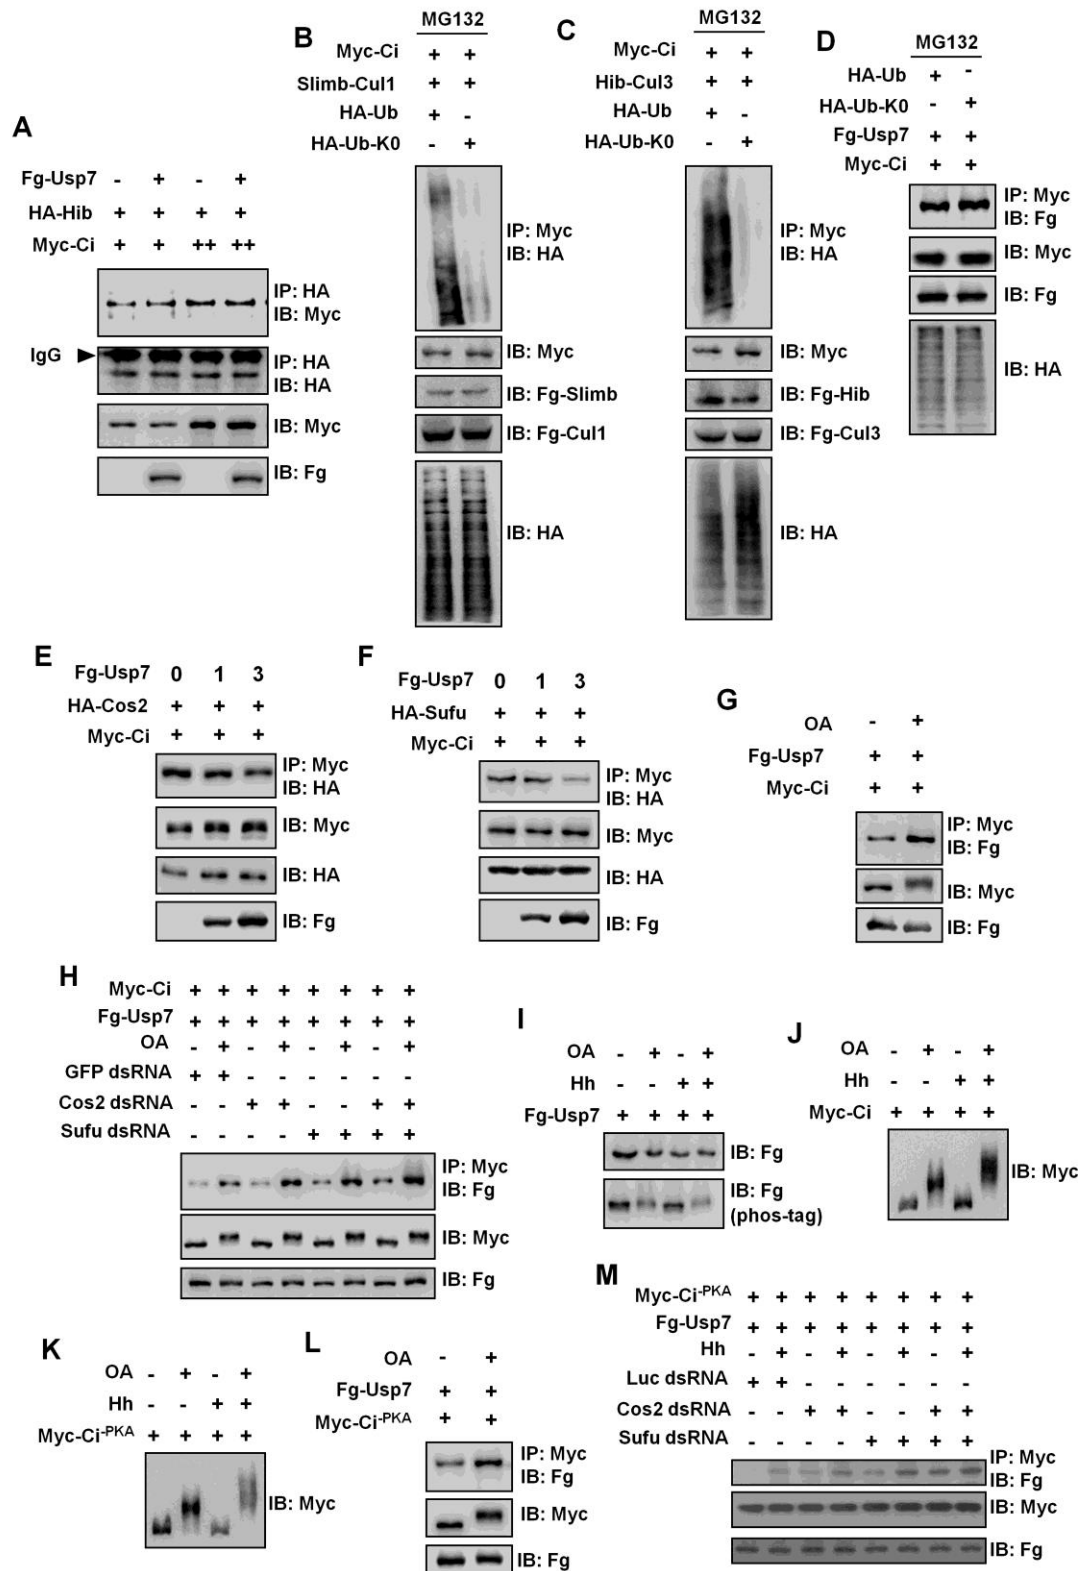 A
Fg-Usp7 - + - +
HA-Hib + + + +
Myc-Ci + + ++ ++
IP: HA
IB: Myc
IgG
IP: HA
IB: HA
IB: Myc
IB: Fg
B
MG132
Myc-Ci + +
Slimb-Cul1 + +
HA-Ub + -
HA-Ub-K0 - +
IP: Myc
IB: HA
IB: Myc
IB: Fg-Slimb
IB: Fg-Cul1
IB: HA
C
MG132
Myc-Ci + +
Hib-Cul3 + +
HA-Ub + -
HA-Ub-K0 - +
IP: Myc
IB: HA
IB: Myc
IB: Fg-Hib
IB: Fg-Cul3
IB: HA
D
MG132
HA-Ub + -
HA-Ub-K0 - +
Fg-Usp7 + +
Myc-Ci + +
IP: Myc
IB: Fg
IB: Myc
IB: Fg
IB: HA
E
Fg-Usp7 0 1 3
HA-Cos2 + + +
Myc-Ci + + +
IP: Myc
IB: HA
IB: Myc
IB: HA
IB: Fg
F
Fg-Usp7 0 1 3
HA-Sufu + + +
Myc-Ci + + +
IP: Myc
IB: HA
IB: Myc
IB: HA
IB: Fg
G
OA - +
Fg-Usp7 + +
Myc-Ci + +
IP: Myc
IB: Fg
IB: Myc
IB: Fg
H
Myc-Ci + + + + + + + +
Fg-Usp7 + + + + + + + +
OA - + - + - + - +
GFP dsRNA + + - - - - - -
Cos2 dsRNA - - + + - - + +
Sufu dsRNA - - - - + + + +
IP: Myc
IB: Fg
IB: Myc
IB: Fg
I
OA - + - +
Hh - - + +
Fg-Usp7 + + + +
IB: Fg
IB: Fg
(phos-tag)
J
OA - + - +
Hh - - + +
Myc-Ci + + + +
IB: Myc
K
OA - + - +
Hh - - + +
Myc-Ci-PKA + + + +
IB: Myc
L
OA - +
Fg-Usp7 + +
Myc-Ci-PKA + +
IP: Myc
IB: Fg
IB: Myc
IB: Fg
M
Myc-Ci-PKA + + + + + + + +
Fg-Usp7 + + + + + + + +
Hh - + - + - + - +
Luc dsRNA + + - - - - - -
Cos2 dsRNA - - + + - - + +
Sufu dsRNA - - - - + + + +
IP: Myc
IB: Fg
IB: Myc
IB: Fg